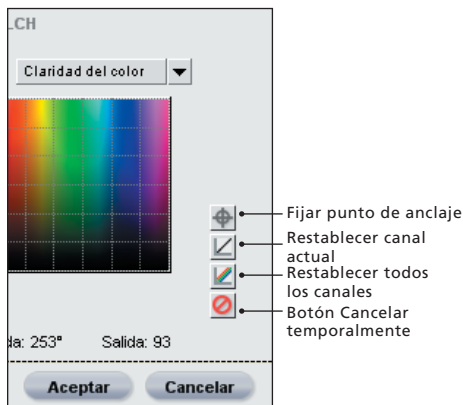 LCH
Claridad del color
Fijar punto de anclaje
Restablecer canal
actual
Restablecer todos
los canales
Botón Cancelar
temporalmente
253° Salida: 93
Aceptar Cancelar